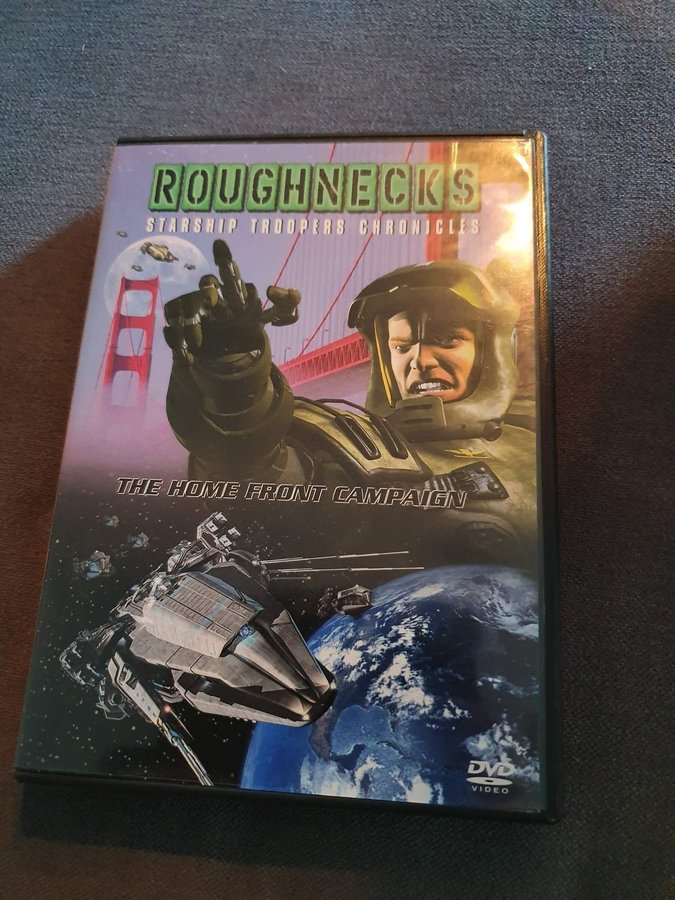 ROUGHNECKS
STARSHIP TROOPERS CHRONICLES
THE HOME FRONT CAMPAIGN
DVD
VIDEO